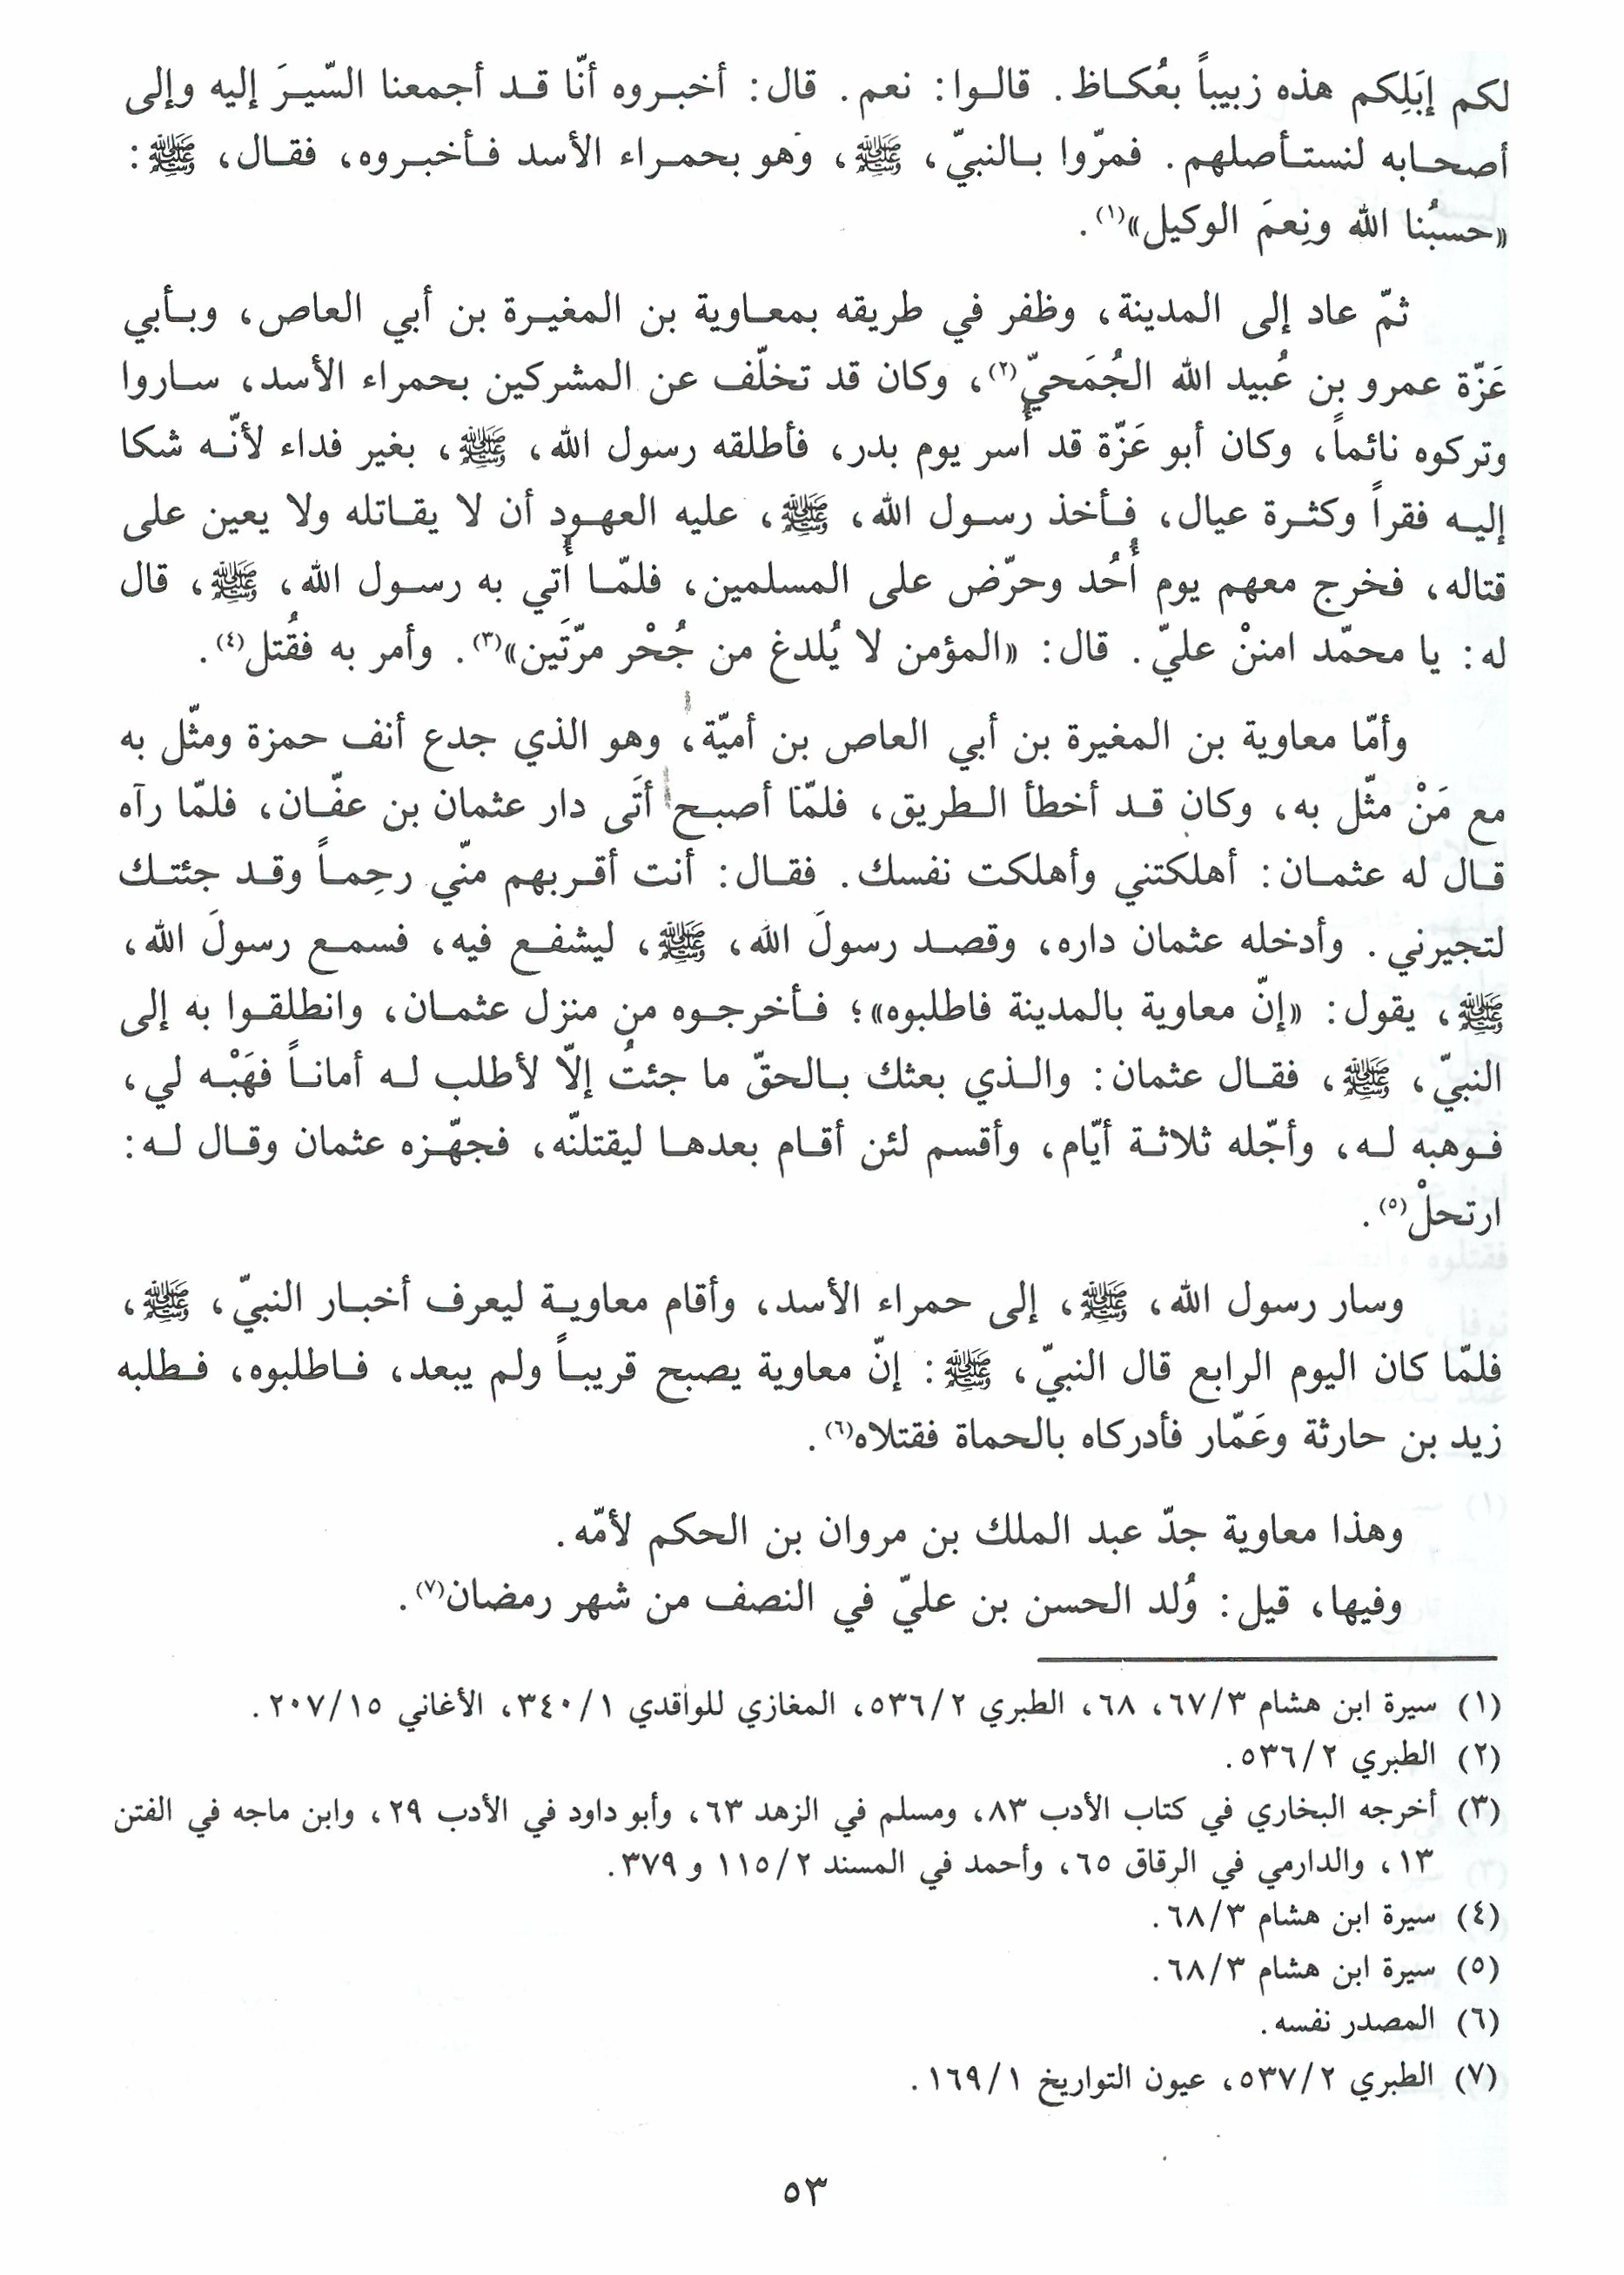 لكم إبَلِكم هذه زبيباً بعُكاظ. قالوا: نعم. قال: أخبروه أنّا قد أجمعنا السّيرَ إليه وإلى
أصحابه لنستأصلهم. فمرّوا بالنبيّ، ﷺ، وهو بحمراء الأسد فأخبروه، فقال، ﷺ:
«حسبُنا الله ونِعمَ الوكيل»(١).
ثمّ عاد إلى المدينة، وظفر في طريقه بمعاوية بن المغيرة بن أبي العاص، وبأبي
عَزّة عمرو بن عُبيد الله الجُمَحيّ(٢)، وكان قد تخلّف عن المشركين بحمراء الأسد، ساروا
وتركوه نائماً، وكان أبو عَزّة قد أُسر يوم بدر، فأطلقه رسول الله، ﷺ، بغير فداء لأنّه شكا
إليه فقراً وكثرة عيال، فأخذ رسول الله، ﷺ، عليه العهود أن لا يقاتله ولا يعين على
قتاله، فخرج معهم يوم أُحُد وحرّض على المسلمين، فلمّا أُتي به رسول الله، ﷺ، قال
له: يا محمّد امننْ عليّ. قال: «المؤمن لا يُلدغ من جُحْر مرّتَين»(٣). وأمر به فقُتل(٤).
وأمّا معاوية بن المغيرة بن أبي العاص بن أميّة، وهو الذي جدع أنف حمزة ومثّل به
مع مَنْ مثّل به، وكان قد أخطأ الطريق، فلمّا أصبح أتَى دار عثمان بن عفّان، فلمّا رآه
قال له عثمان: أهلكتني وأهلكت نفسك. فقال: أنت أقربهم منّي رحِماً وقد جئتك
لتجيرني. وأدخله عثمان داره، وقصد رسولَ الله، ﷺ، ليشفع فيه، فسمع رسولَ الله،
ﷺ، يقول: «إنّ معاوية بالمدينة فاطلبوه»؛ فأخرجوه من منزل عثمان، وانطلقوا به إلى
النبيّ، ﷺ، فقال عثمان: والذي بعثك بالحقّ ما جئتُ إلّا لأطلب له أماناً فهَبْه لي،
فوهبه له، وأجّله ثلاثة أيّام، وأقسم لئن أقام بعدها ليقتلنّه، فجهّزه عثمان وقال له:
ارتحلْ(٥).
وسار رسول الله، ﷺ، إلى حمراء الأسد، وأقام معاوية ليعرف أخبار النبيّ، ﷺ،
فلمّا كان اليوم الرابع قال النبيّ، ﷺ: إنّ معاوية يصبح قريباً ولم يبعد، فاطلبوه، فطلبه
زيد بن حارثة وعَمّار فأدركاه بالحماة فقتلاه(٦).
وهذا معاوية جدّ عبد الملك بن مروان بن الحكم لأمّه.
وفيها، قيل: وُلد الحسن بن عليّ في النصف من شهر رمضان(٧).
(١) سيرة ابن هشام ٦٧/٣، ٦٨، الطبري ٥٣٦/٢، المغازي للواقدي ٣٤٠/١، الأغاني ٢٠٧/١٥.
(٢) الطبري ٥٣٦/٢.
(٣) أخرجه البخاري في كتاب الأدب ٨٣، ومسلم في الزهد ٦٣، وأبو داود في الأدب ٢٩، وابن ماجه في الفتن
١٣، والدارمي في الرقاق ٦٥، وأحمد في المسند ١١٥/٢ و ٣٧٩.
(٤) سيرة ابن هشام ٦٨/٣.
(٥) سيرة ابن هشام ٦٨/٣.
(٦) المصدر نفسه.
(٧) الطبري ٥٣٧/٢، عيون التواريخ ١٦٩/١.
٥٣